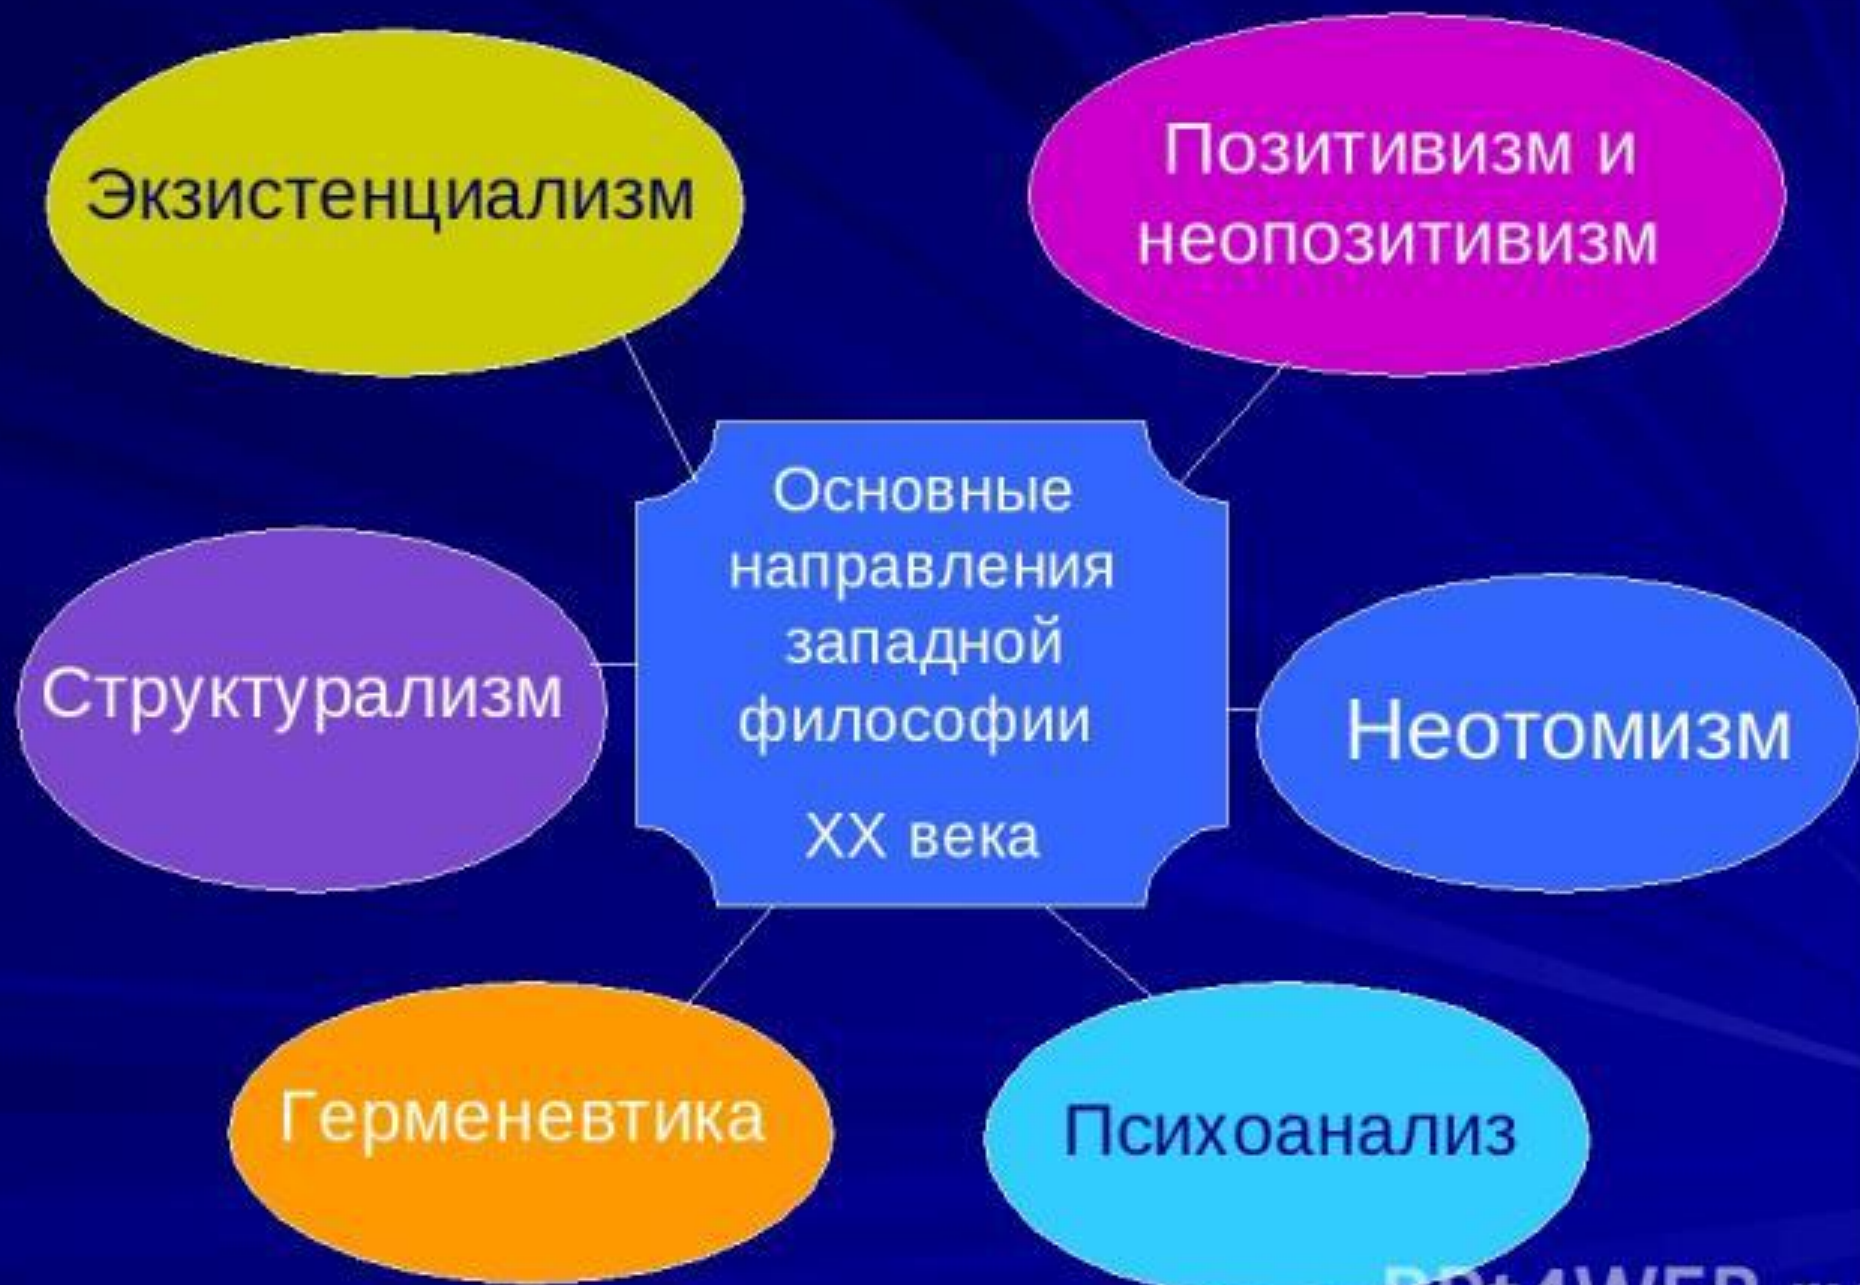 Экзистенциализм
Позитивизм и
неопозитивизм
Основные
направления
западной
философии
XX века
Структурализм
Неотомизм
Герменевтика
Психоанализ